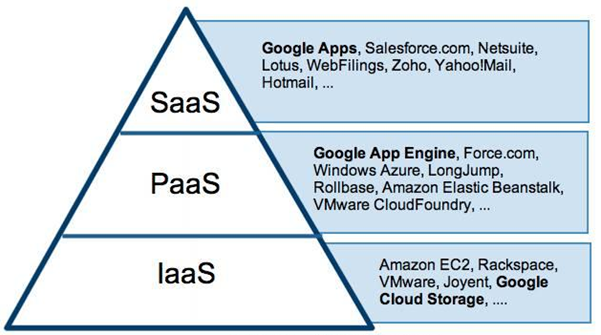 SaaS
Google Apps, Salesforce.com, Netsuite,
Lotus, WebFilings, Zoho, Yahoo!Mail,
Hotmail, ...
PaaS
Google App Engine, Force.com,
Windows Azure, LongJump,
Rollbase, Amazon Elastic Beanstalk,
VMware CloudFoundry, ...
IaaS
Amazon EC2, Rackspace,
VMware, Joyent, Google
Cloud Storage, ....